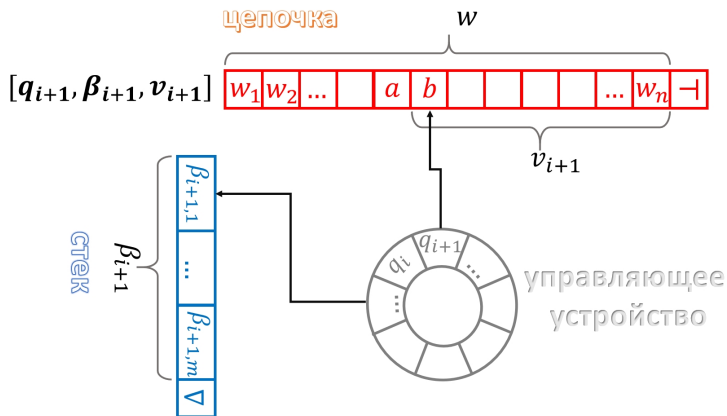 цепочка
w
[q_{i+1}, β_{i+1}, v_{i+1}]
w_1 w_2 ... a b ... w_n ⊣
v_{i+1}
β_{i+1,1}
...
β_{i+1,m}
∇
β_{i+1}
стек
q_i q_{i+1} ...
...
управляющее
устройство